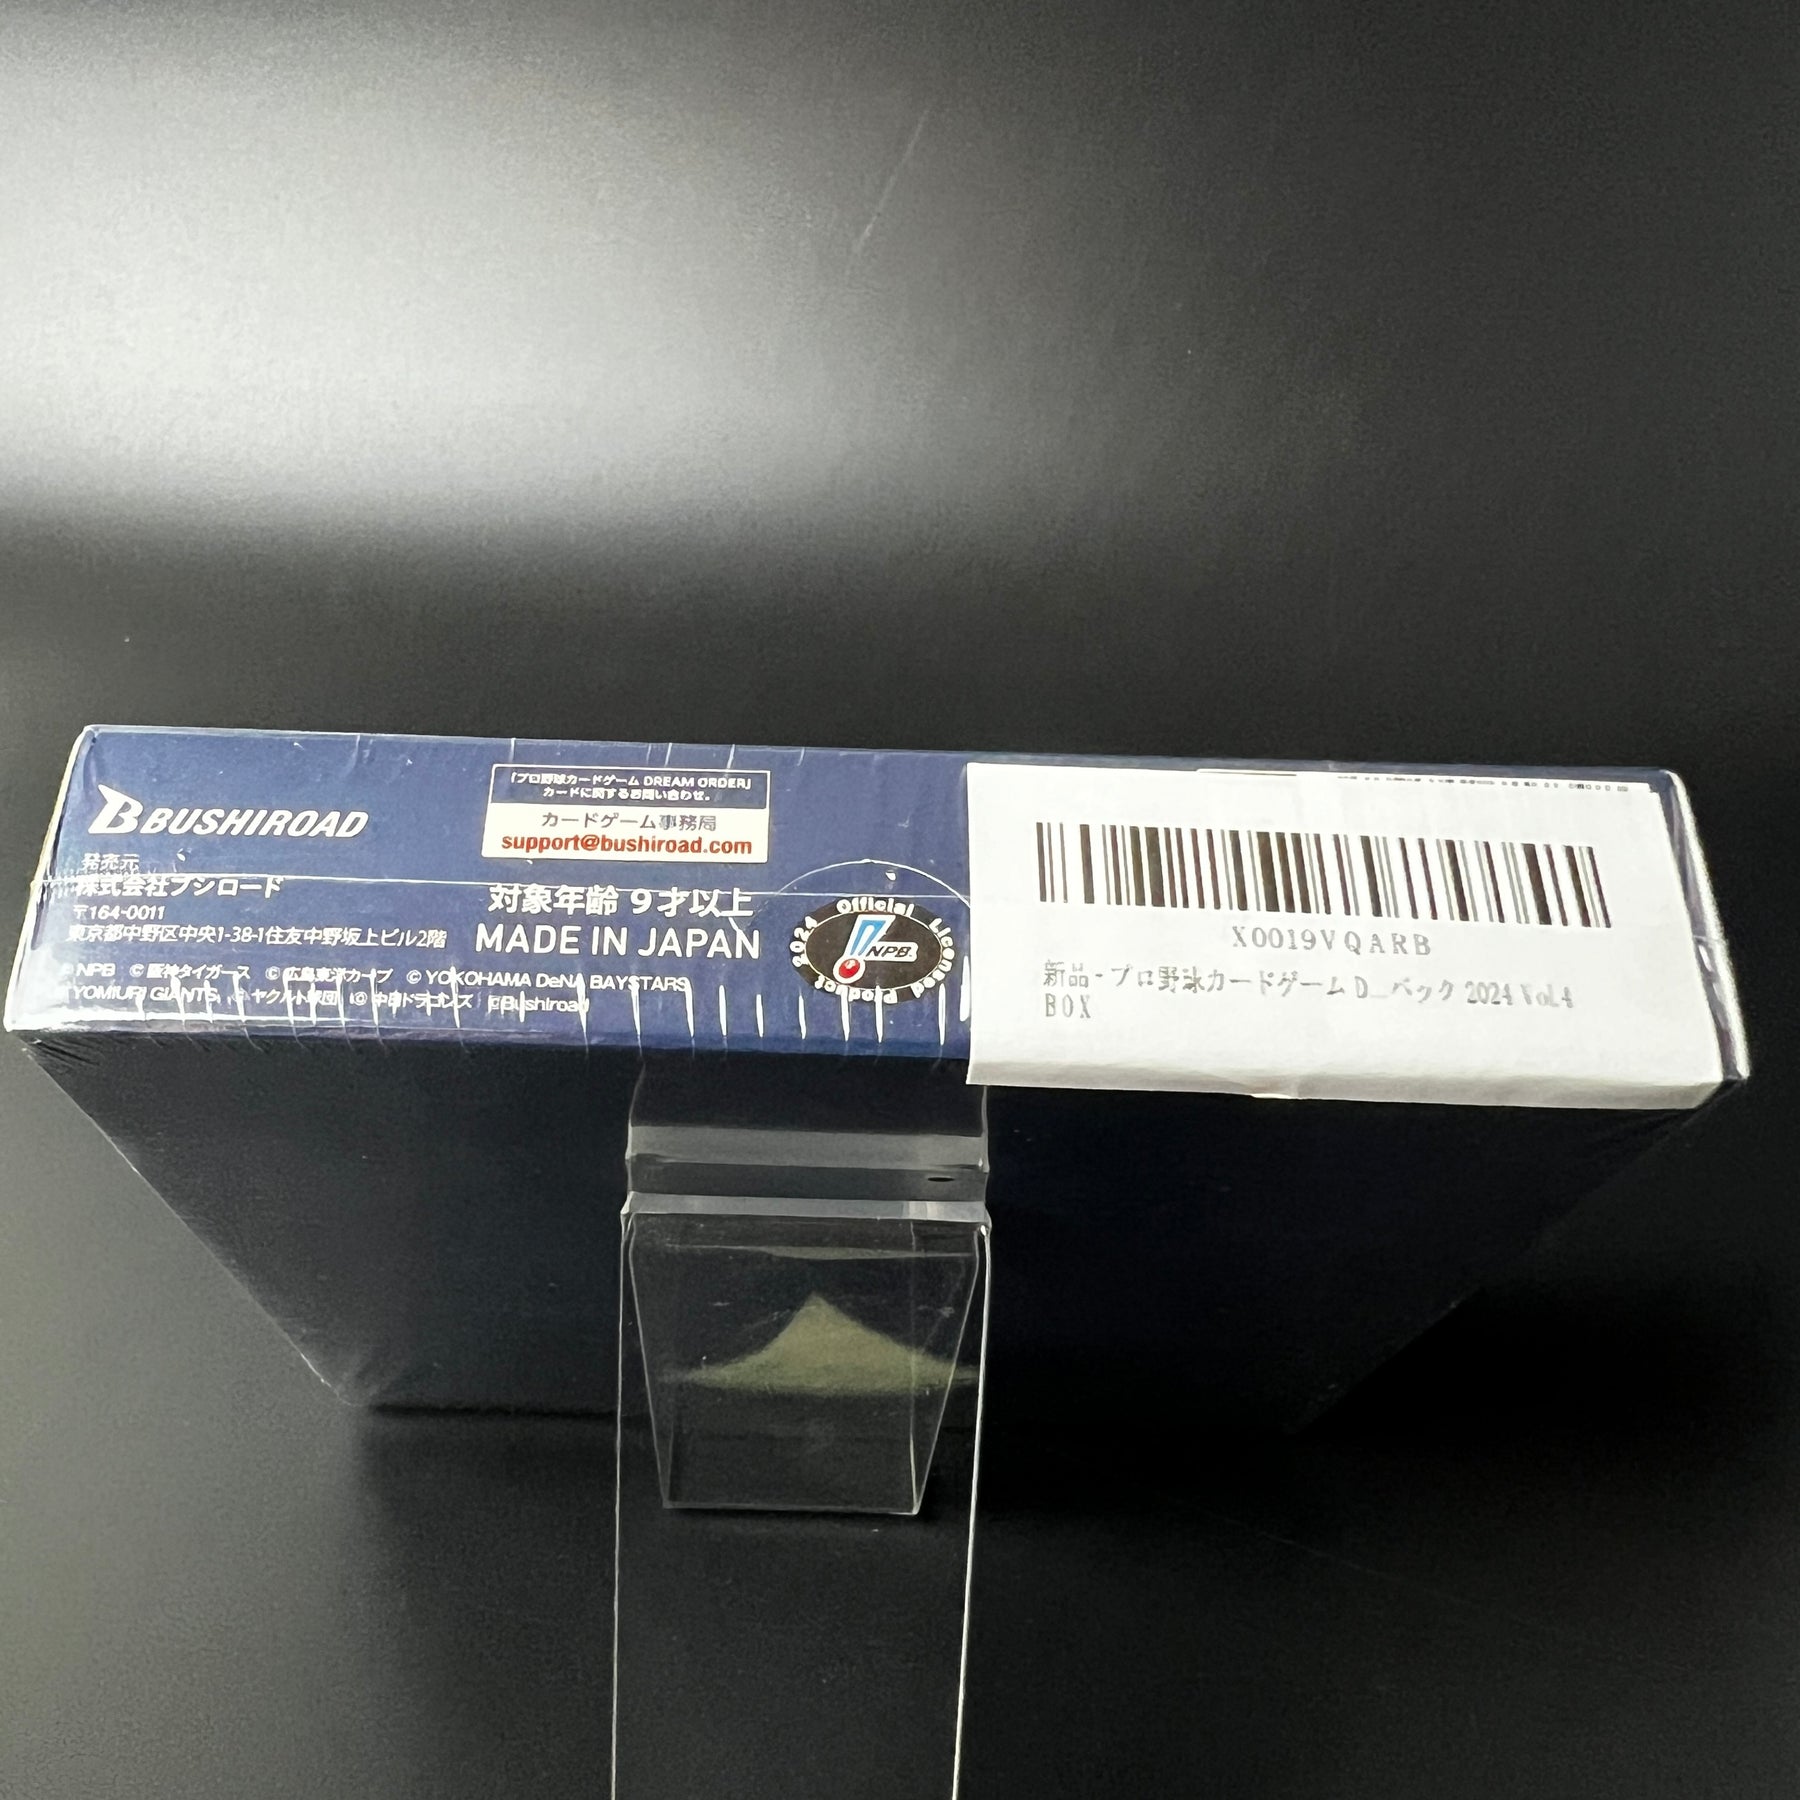 BUSHIROAD
発売元
株式会社ブシロード
〒164-0011
東京都中野区中央1-38-1住友中野坂上ビル2階
©NPB ©阪神タイガース ©広島東洋カープ ©YOKOHAMA DeNA BAYSTARS
YOMIURI GIANTS ©ヤクルト球団 ©中日ドラゴンズ ©Bushiroad
「プロ野球カードゲーム DREAM ORDER」
カードに関するお問い合わせ。
カードゲーム事務局
support@bushiroad.com
対象年齢 9才以上
MADE IN JAPAN
2024 Official Licensed Product
NPB.
X0019VQARB
新品 - プロ野球カードゲーム D_パック 2024 Vol.4
BOX